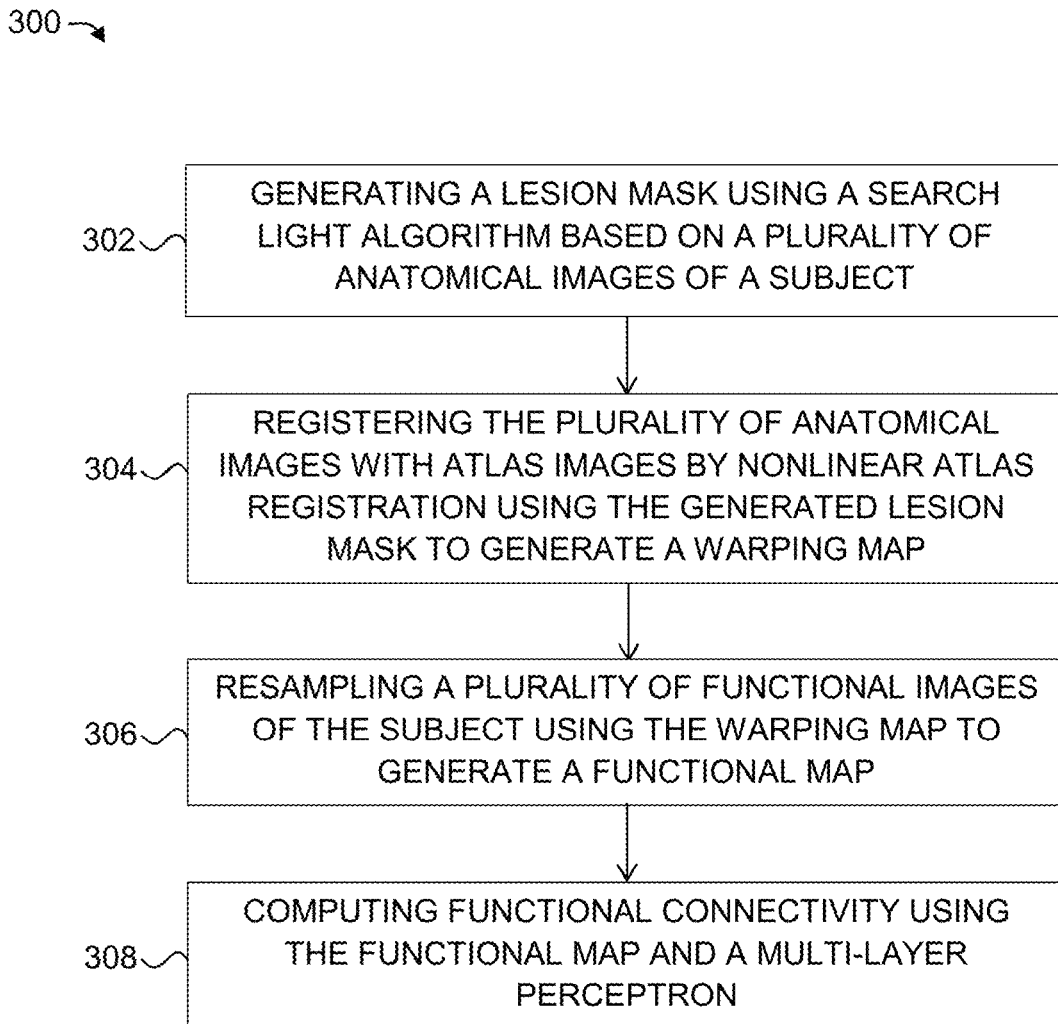 300
302
GENERATING A LESION MASK USING A SEARCH
LIGHT ALGORITHM BASED ON A PLURALITY OF
ANATOMICAL IMAGES OF A SUBJECT
304
REGISTERING THE PLURALITY OF ANATOMICAL
IMAGES WITH ATLAS IMAGES BY NONLINEAR ATLAS
REGISTRATION USING THE GENERATED LESION
MASK TO GENERATE A WARPING MAP
306
RESAMPLING A PLURALITY OF FUNCTIONAL IMAGES
OF THE SUBJECT USING THE WARPING MAP TO
GENERATE A FUNCTIONAL MAP
308
COMPUTING FUNCTIONAL CONNECTIVITY USING
THE FUNCTIONAL MAP AND A MULTI-LAYER
PERCEPTRON